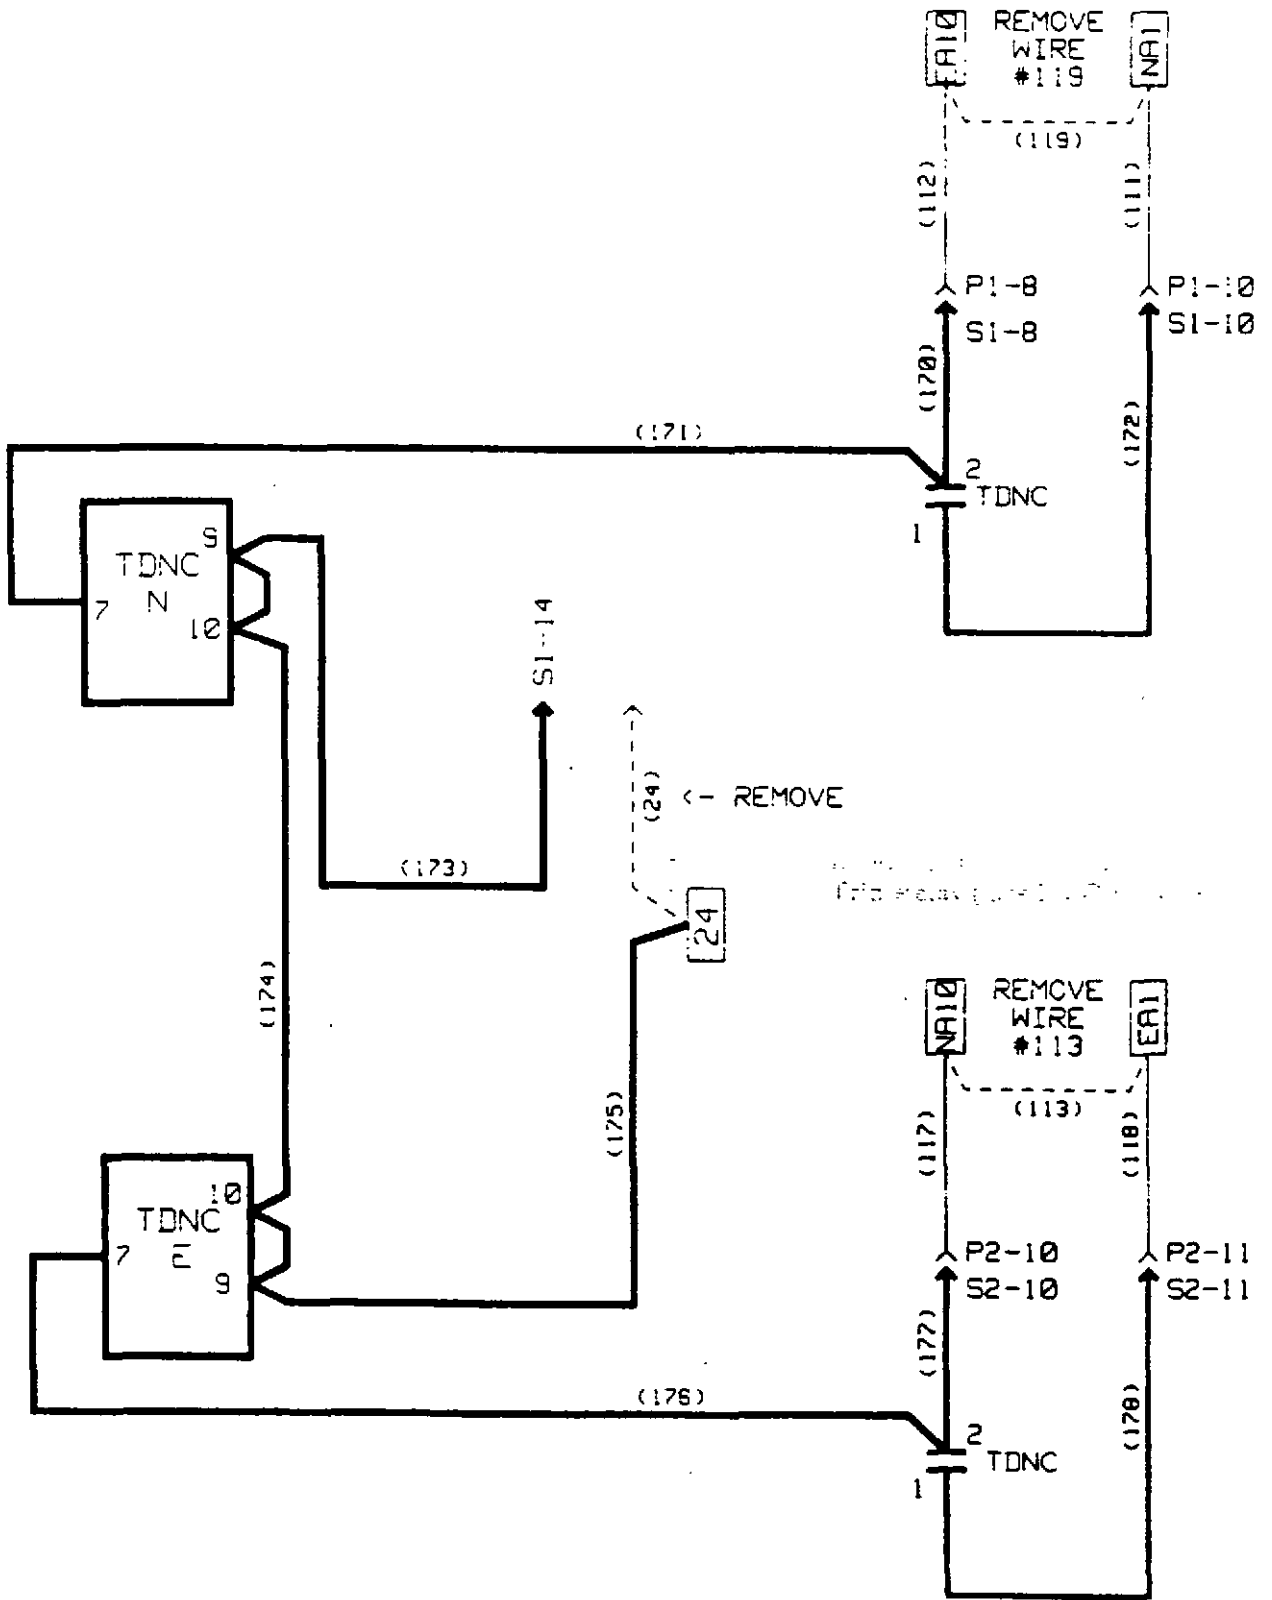 EA10
REMOVE
WIRE
#119
NA1
(119)
(112)
(111)
P1-8
S1-8
P1-10
S1-10
(170)
(172)
(171)
2
TDNC
1
9
TDNC
N
7
10
S1-14
(24)
<- REMOVE
(173)
24
(174)
NA10
REMOVE
WIRE
#113
EA1
(113)
(117)
(118)
(175)
10
TDNC
E
7
9
P2-10
S2-10
P2-11
S2-11
(177)
(178)
(176)
2
TDNC
1